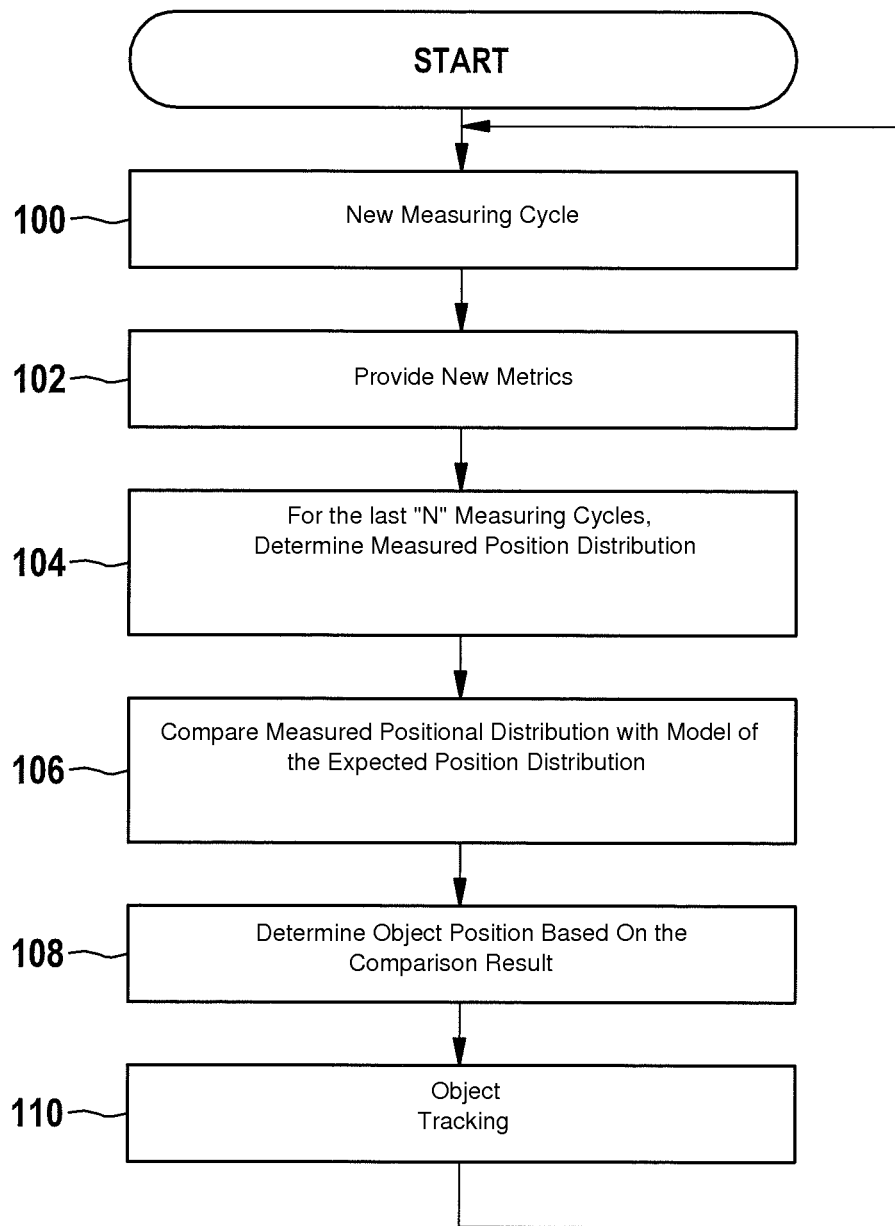 START
100
New Measuring Cycle
102
Provide New Metrics
104
For the last "N" Measuring Cycles,
Determine Measured Position Distribution
106
Compare Measured Positional Distribution with Model of
the Expected Position Distribution
108
Determine Object Position Based On the
Comparison Result
110
Object
Tracking